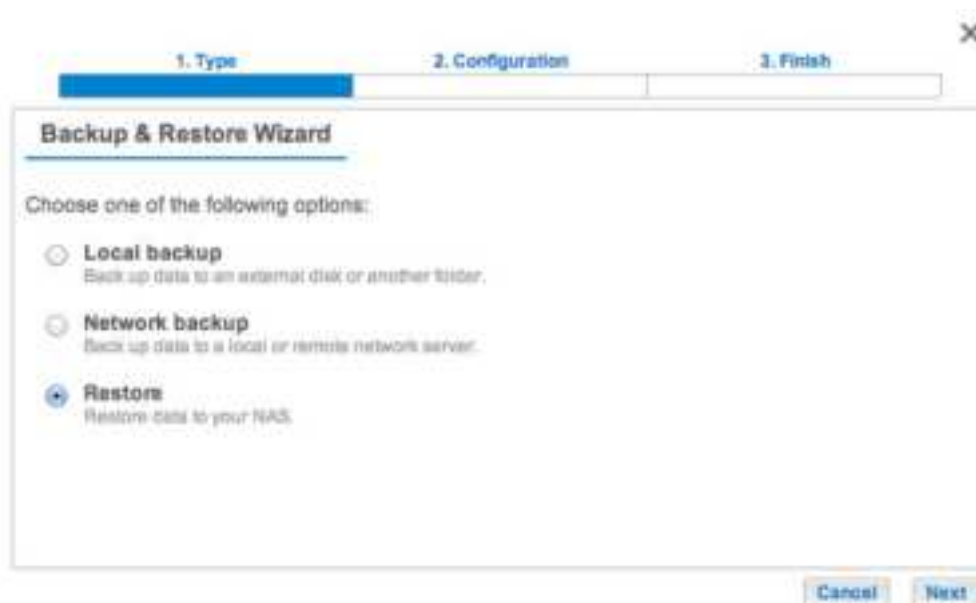 1. Type
2. Configuration
3. Finish
Backup & Restore Wizard
Choose one of the following options:
Local backup
Back up data to an external disk or another folder.
Network backup
Back up data to a local or remote network server.
Restore
Restore data to your NAS.
Cancel
Next